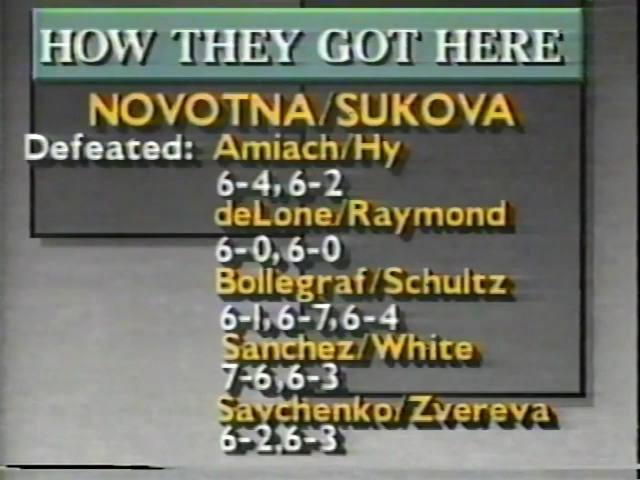 HOW THEY GOT HERE
NOVOTNA/SUKOVA
Defeated: Amiach/Hy
6-4,6-2
deLone/Raymond
6-0,6-0
Bollegraf/Schultz
6-1,6-7,6-4
Sanchez/White
7-6,6-3
Savchenko/Zvereva
6-2,6-3